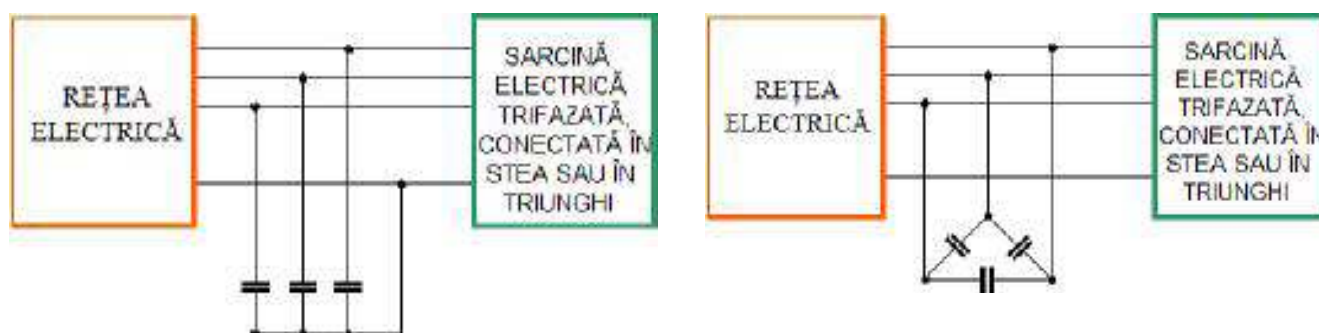 REȚEA
ELECTRICĂ
SARCINĂ
ELECTRICĂ
TRIFAZATĂ,
CONECTATĂ ÎN
STEA SAU ÎN
TRIUNGHI
REȚEA
ELECTRICĂ
SARCINĂ
ELECTRICĂ
TRIFAZATĂ,
CONECTATĂ ÎN
STEA SAU ÎN
TRIUNGHI